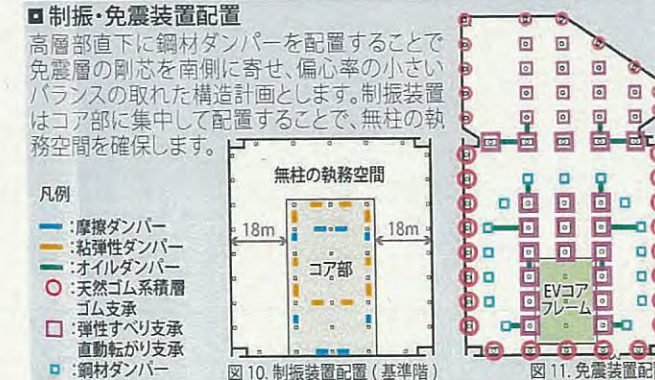 ■制振・免震装置配置
高層部直下に鋼材ダンパーを配置することで
免震層の剛芯を南側に寄せ、偏心率の小さい
バランスの取れた構造計画とします。制振装置
はコア部に集中して配置することで、無柱の執
務空間を確保します。
凡例
:摩擦ダンパー
:粘弾性ダンパー
:オイルダンパー
:天然ゴム系積層
ゴム支承
:弾性すべり支承
直動転がり支承
:鋼材ダンパー
無柱の執務空間
18m
18m
コア部
図10. 制振装置配置(基準階)
EVコア
フレーム
図11. 免震装置配